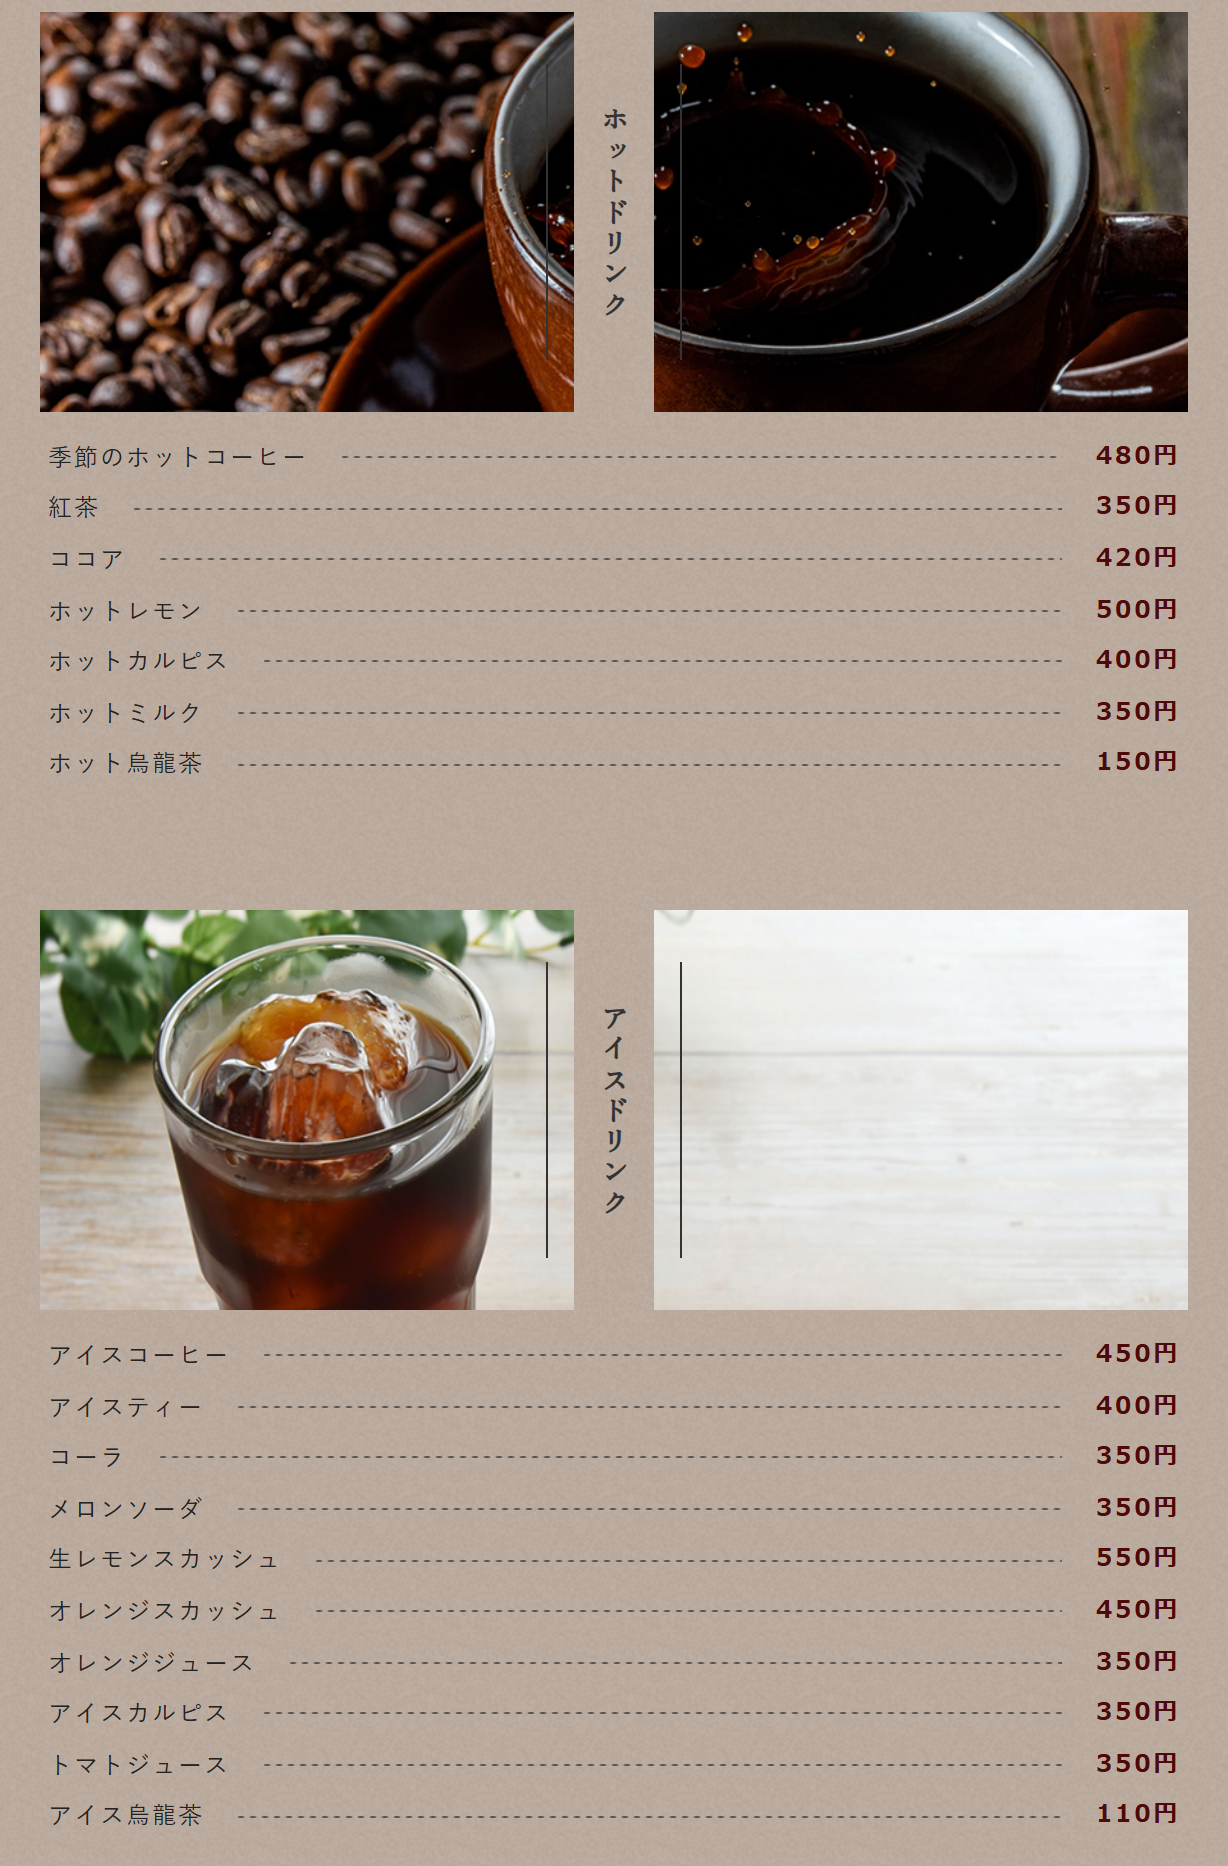 ホットドリンク
季節のホットコーヒー 480円
紅茶 350円
ココア 420円
ホットレモン 500円
ホットカルピス 400円
ホットミルク 350円
ホット烏龍茶 150円
アイスドリンク
アイスコーヒー 450円
アイスティー 400円
コーラ 350円
メロンソーダ 350円
生レモンスカッシュ 550円
オレンジスカッシュ 450円
オレンジジュース 350円
アイスカルピス 350円
トマトジュース 350円
アイス烏龍茶 110円